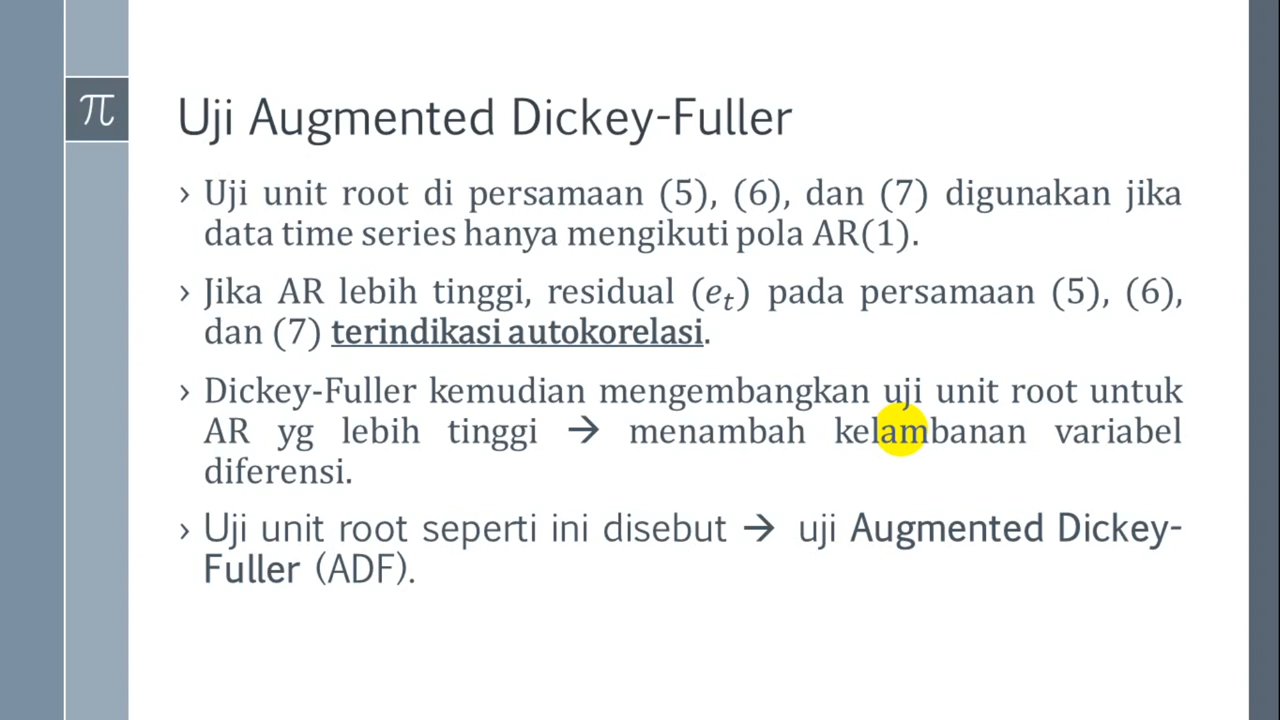 π
Uji Augmented Dickey-Fuller
› Uji unit root di persamaan (5), (6), dan (7) digunakan jika
data time series hanya mengikuti pola AR(1).
› Jika AR lebih tinggi, residual (eₜ) pada persamaan (5), (6),
dan (7) terindikasi autokorelasi.
› Dickey-Fuller kemudian mengembangkan uji unit root untuk
AR yg lebih tinggi → menambah kelambanan variabel
diferensi.
› Uji unit root seperti ini disebut → uji Augmented Dickey-
Fuller (ADF).